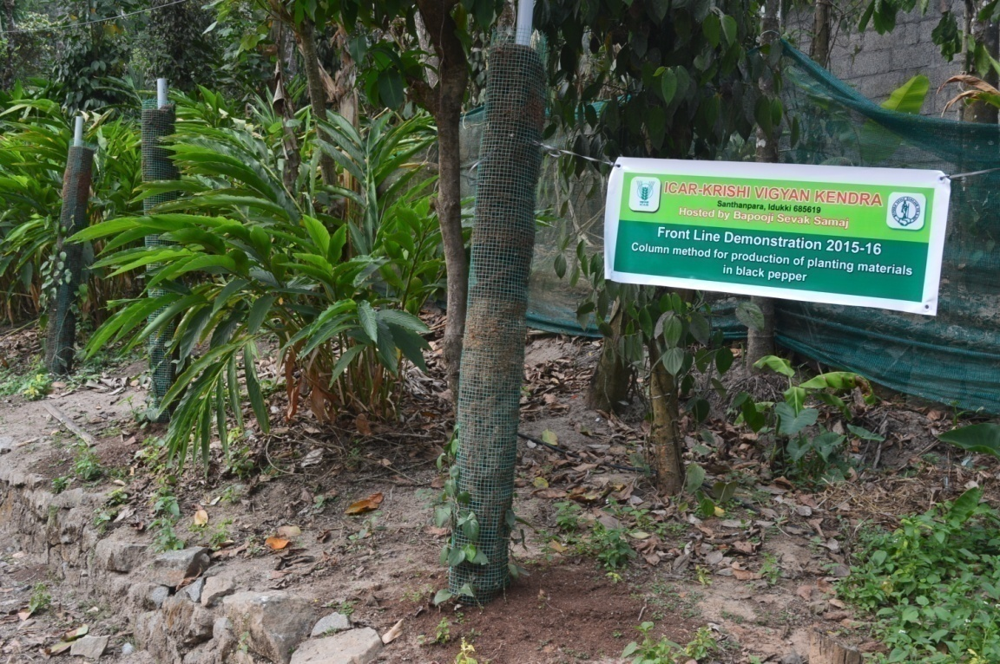 ICAR-KRISHI VIGYAN KENDRA
Santhanpara, Idukki 685619
Hosted by Bapooji Sevak Samaj
Front Line Demonstration 2015-16
Column method for production of planting materials
in black pepper